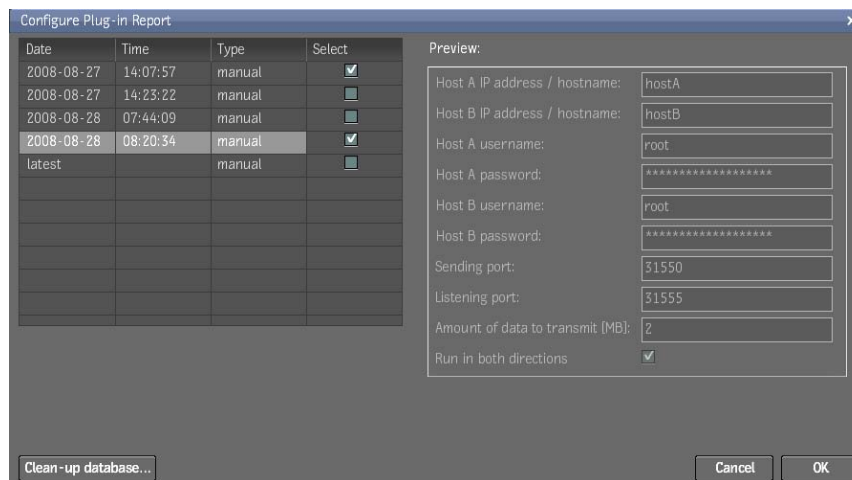 Configure Plug-in Report
Date Time Type Select
2008-08-27 14:07:57 manual
2008-08-27 14:23:22 manual
2008-08-28 07:44:09 manual
2008-08-28 08:20:34 manual
latest manual
Preview:
Host A IP address / hostname: hostA
Host B IP address / hostname: hostB
Host A username: root
Host A password: *******************
Host B username: root
Host B password: *******************
Sending port: 31550
Listening port: 31555
Amount of data to transmit [MB]: 2
Run in both directions
Clean-up database...
Cancel OK